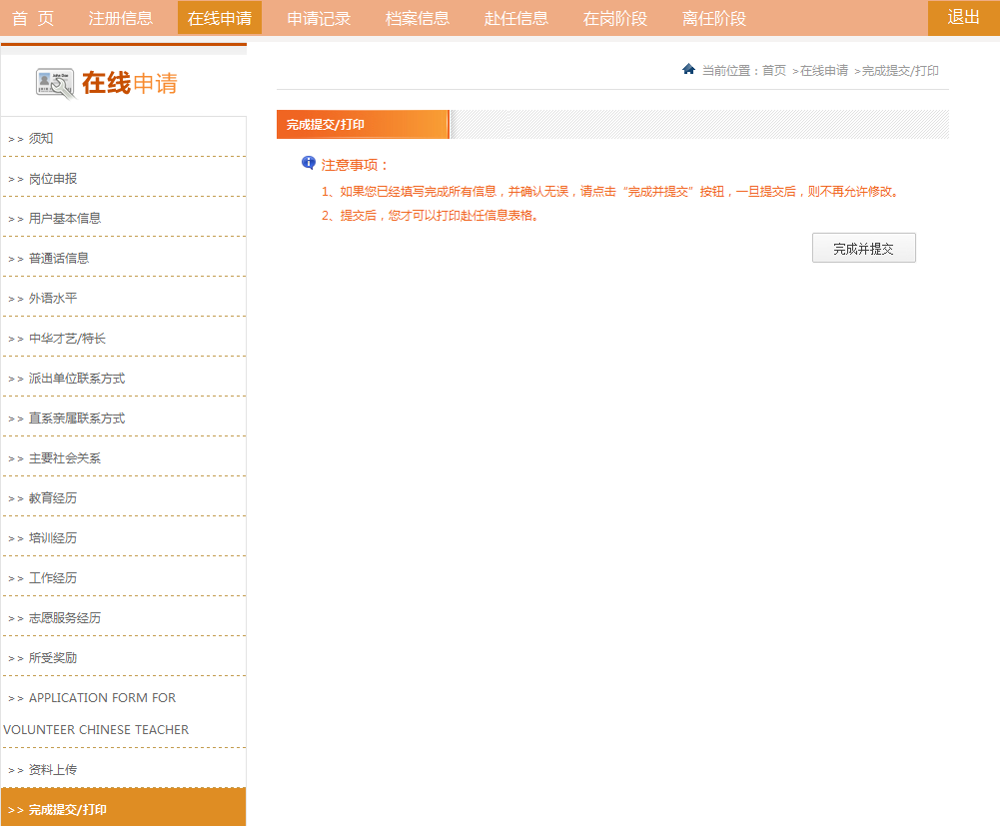 首 页 注册信息 在线申请 申请记录 档案信息 赴任信息 在岗阶段 离任阶段 退出
在线申请
当前位置：首页 >在线申请 >完成提交/打印
>> 须知
>> 岗位申报
>> 用户基本信息
>> 普通话信息
>> 外语水平
>> 中华才艺/特长
>> 派出单位联系方式
>> 直系亲属联系方式
>> 主要社会关系
>> 教育经历
>> 培训经历
>> 工作经历
>> 志愿服务经历
>> 所受奖励
>> APPLICATION FORM FOR
VOLUNTEER CHINESE TEACHER
>> 资料上传
>> 完成提交/打印
完成提交/打印
注意事项：
1、如果您已经填写完成所有信息，并确认无误，请点击“完成并提交”按钮，一旦提交后，则不再允许修改。
2、提交后，您才可以打印赴任信息表格。
完成并提交